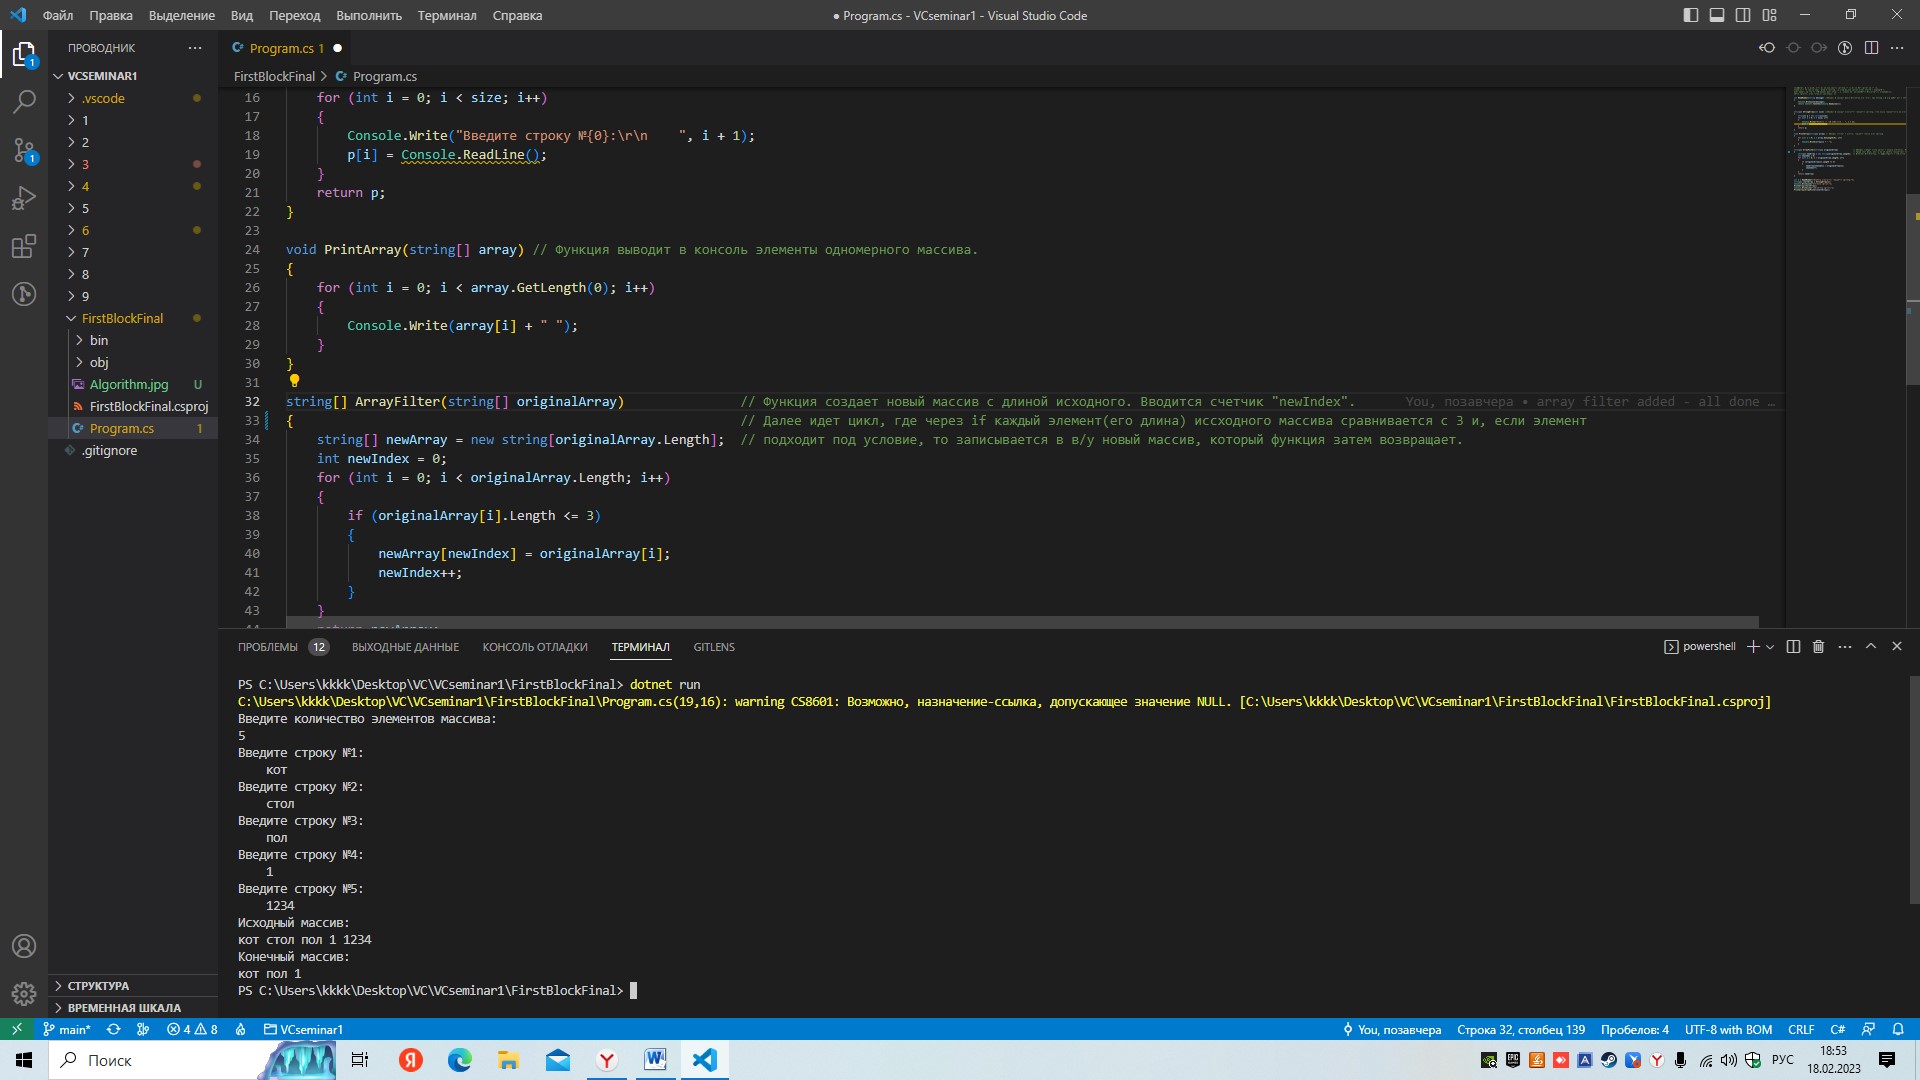 Файл Правка Выделение Вид Переход Выполнить Терминал Справка
● Program.cs - VCseminar1 - Visual Studio Code
ПРОВОДНИК
VCSEMINAR1
.vscode
1
2
3
4
5
6
7
8
9
FirstBlockFinal
bin
obj
Algorithm.jpg U
FirstBlockFinal.csproj
Program.cs 1
.gitignore
СТРУКТУРА
ВРЕМЕННАЯ ШКАЛА
Program.cs 1
FirstBlockFinal > Program.cs
16 for (int i = 0; i < size; i++)
17 {
18 Console.Write("Введите строку №{0}:\r\n    ", i + 1);
19 p[i] = Console.ReadLine();
20 }
21 return p;
22 }
23
24 void PrintArray(string[] array) // Функция выводит в консоль элементы одномерного массива.
25 {
26 for (int i = 0; i < array.GetLength(0); i++)
27 {
28 Console.Write(array[i] + " ");
29 }
30 }
31
32 string[] ArrayFilter(string[] originalArray) // Функция создает новый массив с длиной исходного. Вводится счетчик "newIndex". You, позавчера • array filter added - all done …
33 { // Далее идет цикл, где через if каждый элемент(его длина) иссходного массива сравнивается с 3 и, если элемент
34 string[] newArray = new string[originalArray.Length]; // подходит под условие, то записывается в в/у новый массив, который функция затем возвращает.
35 int newIndex = 0;
36 for (int i = 0; i < originalArray.Length; i++)
37 {
38 if (originalArray[i].Length <= 3)
39 {
40 newArray[newIndex] = originalArray[i];
41 newIndex++;
42 }
43 }
ПРОБЛЕМЫ 12 ВЫХОДНЫЕ ДАННЫЕ КОНСОЛЬ ОТЛАДКИ ТЕРМИНАЛ GITLENS
powershell
PS C:\Users\kkkk\Desktop\VC\VCseminar1\FirstBlockFinal> dotnet run
C:\Users\kkkk\Desktop\VC\VCseminar1\FirstBlockFinal\Program.cs(19,16): warning CS8601: Возможно, назначение-ссылка, допускающее значение NULL. [C:\Users\kkkk\Desktop\VC\VCseminar1\FirstBlockFinal\FirstBlockFinal.csproj]
Введите количество элементов массива:
5
Введите строку №1:
кот
Введите строку №2:
стол
Введите строку №3:
пол
Введите строку №4:
1
Введите строку №5:
1234
Исходный массив:
кот стол пол 1 1234
Конечный массив:
кот пол 1
PS C:\Users\kkkk\Desktop\VC\VCseminar1\FirstBlockFinal>
main* 4 8 VCseminar1
You, позавчера Строка 32, столбец 139 Пробелов: 4 UTF-8 with BOM CRLF C#
Поиск
РУС
18:53
18.02.2023